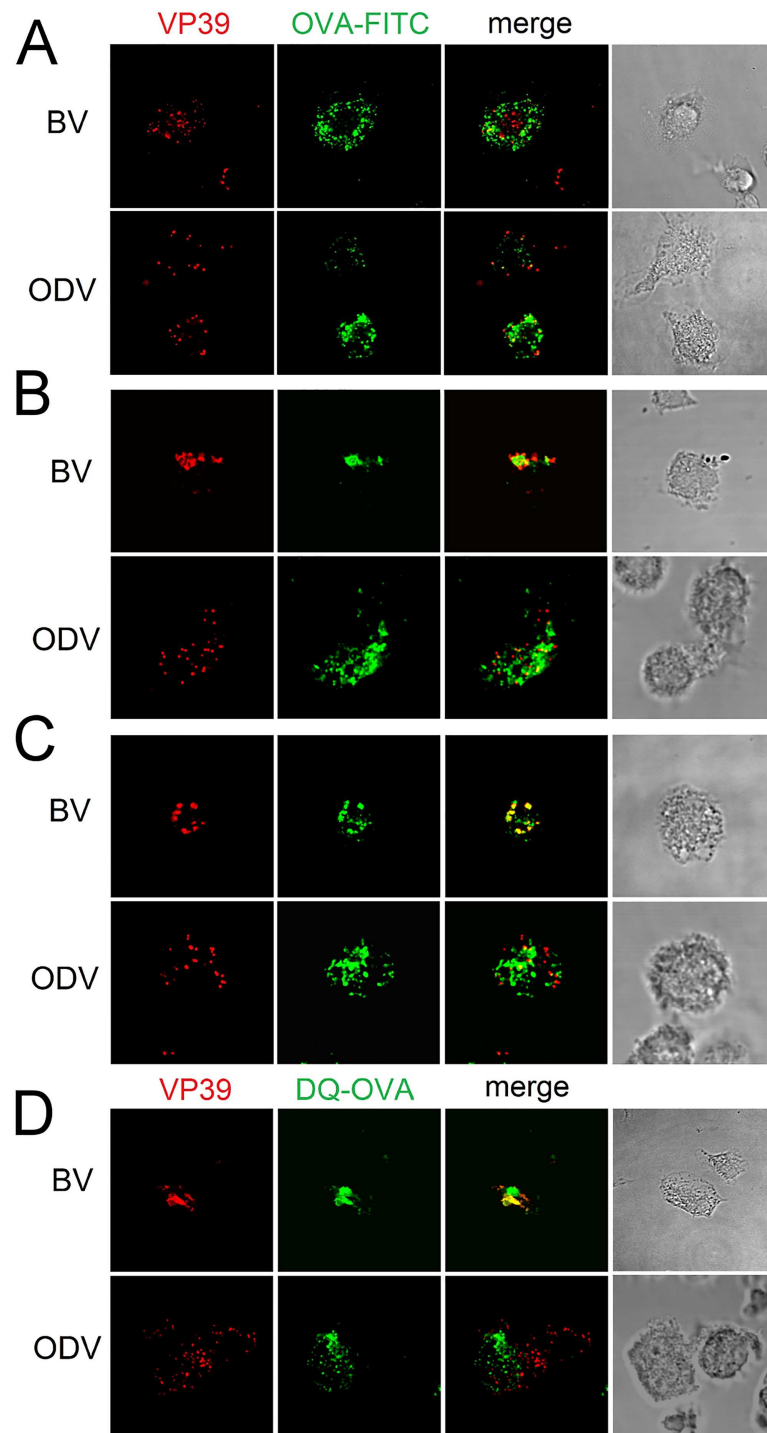 A
VP39 OVA-FITC merge
BV
ODV
B
BV
ODV
C
BV
ODV
D
VP39 DQ-OVA merge
BV
ODV